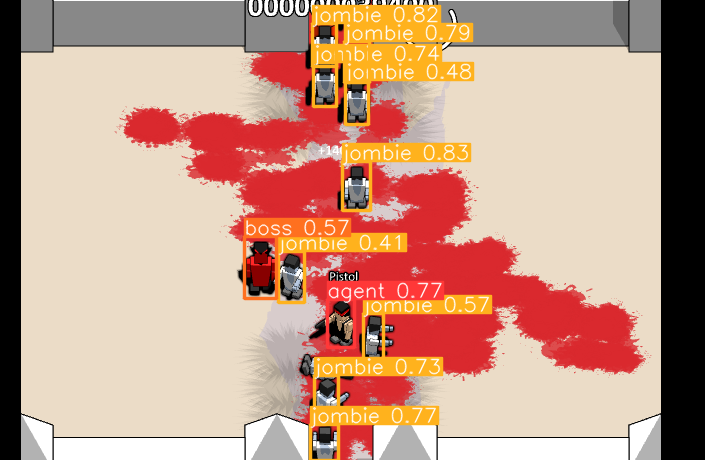 jombie 0.82
jombie 0.79
jombie 0.74
jombie 0.48
jombie 0.83
boss 0.57
jombie 0.41
Pistol
agent 0.77
jombie 0.57
jombie 0.73
jombie 0.77